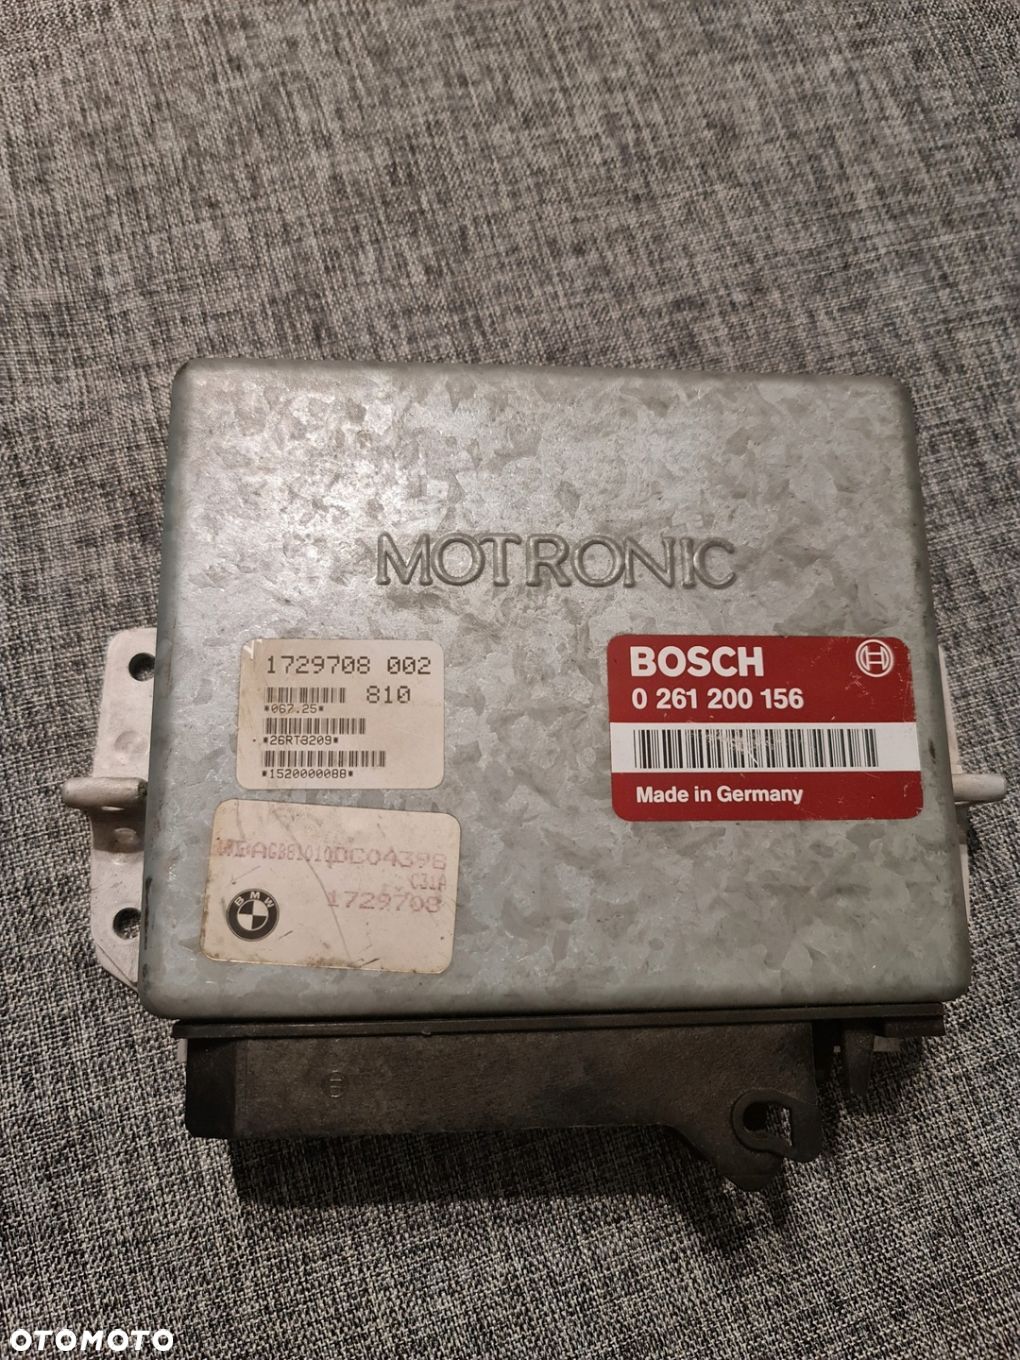 MOTRONIC
1729708 002
810
*067.25*
*26RT8209*
*1520000088*
BOSCH
0 261 200 156
Made in Germany
C31A
1729708
BMW
OTOMOTO